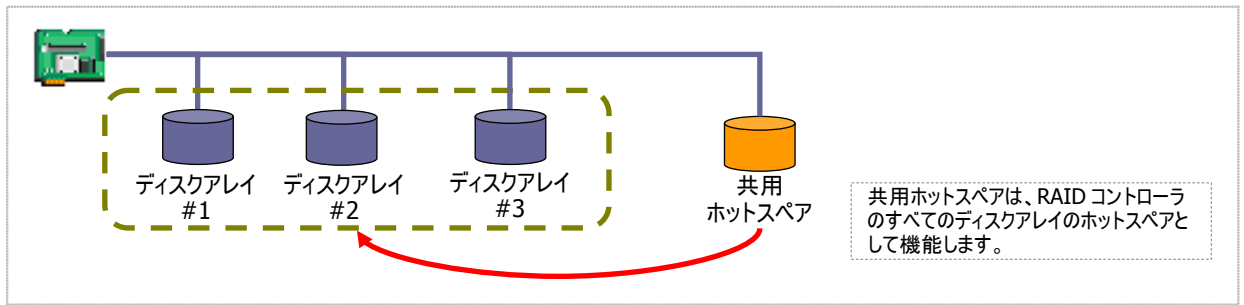 ディスクアレイ
#1
ディスクアレイ
#2
ディスクアレイ
#3
共用
ホットスペア
共用ホットスペアは、RAID コントローラ
のすべてのディスクアレイのホットスペアと
して機能します。